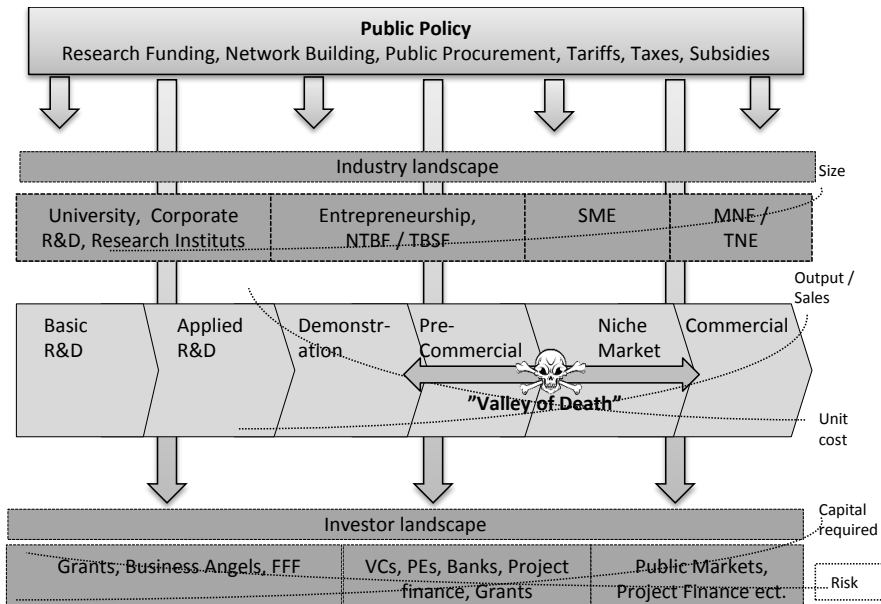 Public Policy
Research Funding, Network Building, Public Procurement, Tariffs, Taxes, Subsidies
Industry landscape
Size
University, Corporate
R&D, Research Instituts
Entrepreneurship,
NTBF / TBSF
SME
MNE /
TNE
Output /
Sales
Basic
R&D
Applied
R&D
Demonstr-
ation
Pre-
Commercial
Niche
Market
Commercial
”Valley of Death”
Unit
cost
Capital
required
Investor landscape
Grants, Business Angels, FFF
VCs, PEs, Banks, Project
finance, Grants
Public Markets,
Project Finance ect.
Risk